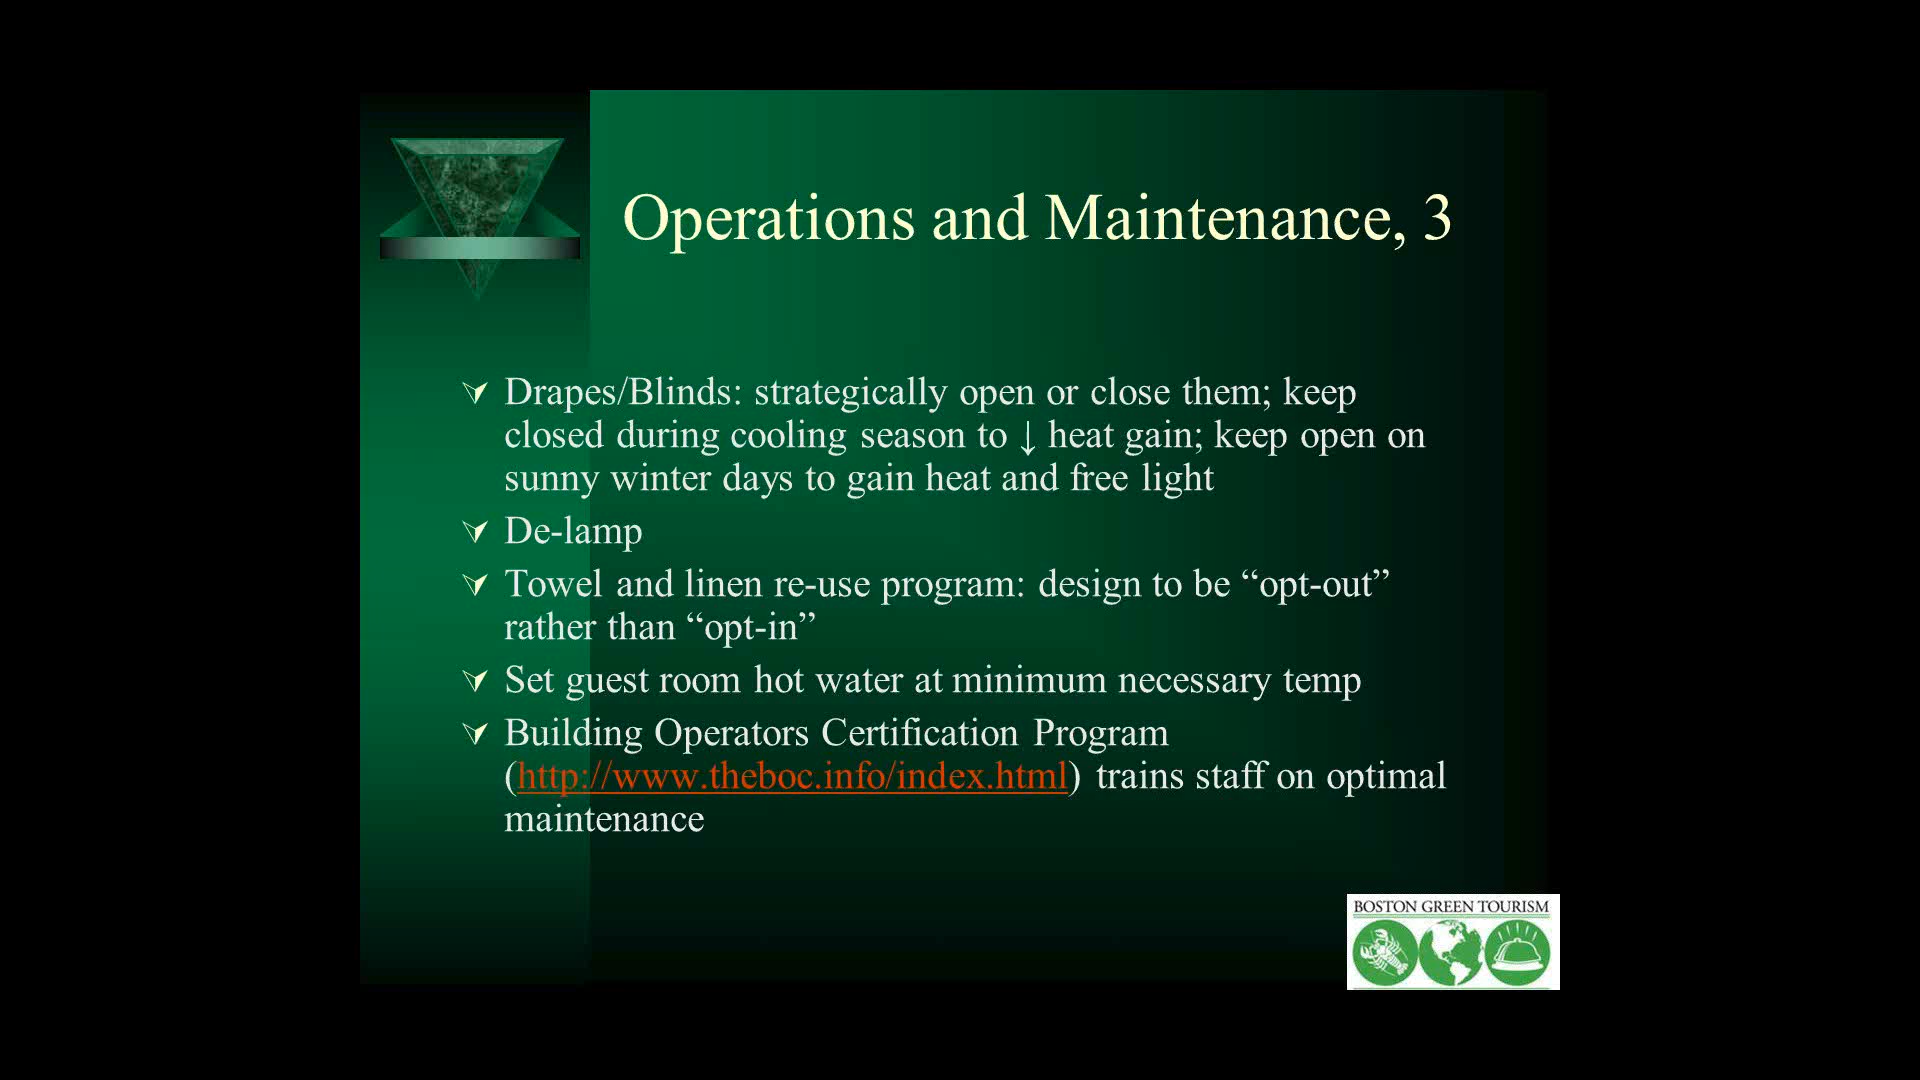 Operations and Maintenance, 3
Drapes/Blinds: strategically open or close them; keep
closed during cooling season to ↓ heat gain; keep open on
sunny winter days to gain heat and free light
De-lamp
Towel and linen re-use program: design to be “opt-out”
rather than “opt-in”
Set guest room hot water at minimum necessary temp
Building Operators Certification Program
(http://www.theboc.info/index.html) trains staff on optimal
maintenance
BOSTON GREEN TOURISM